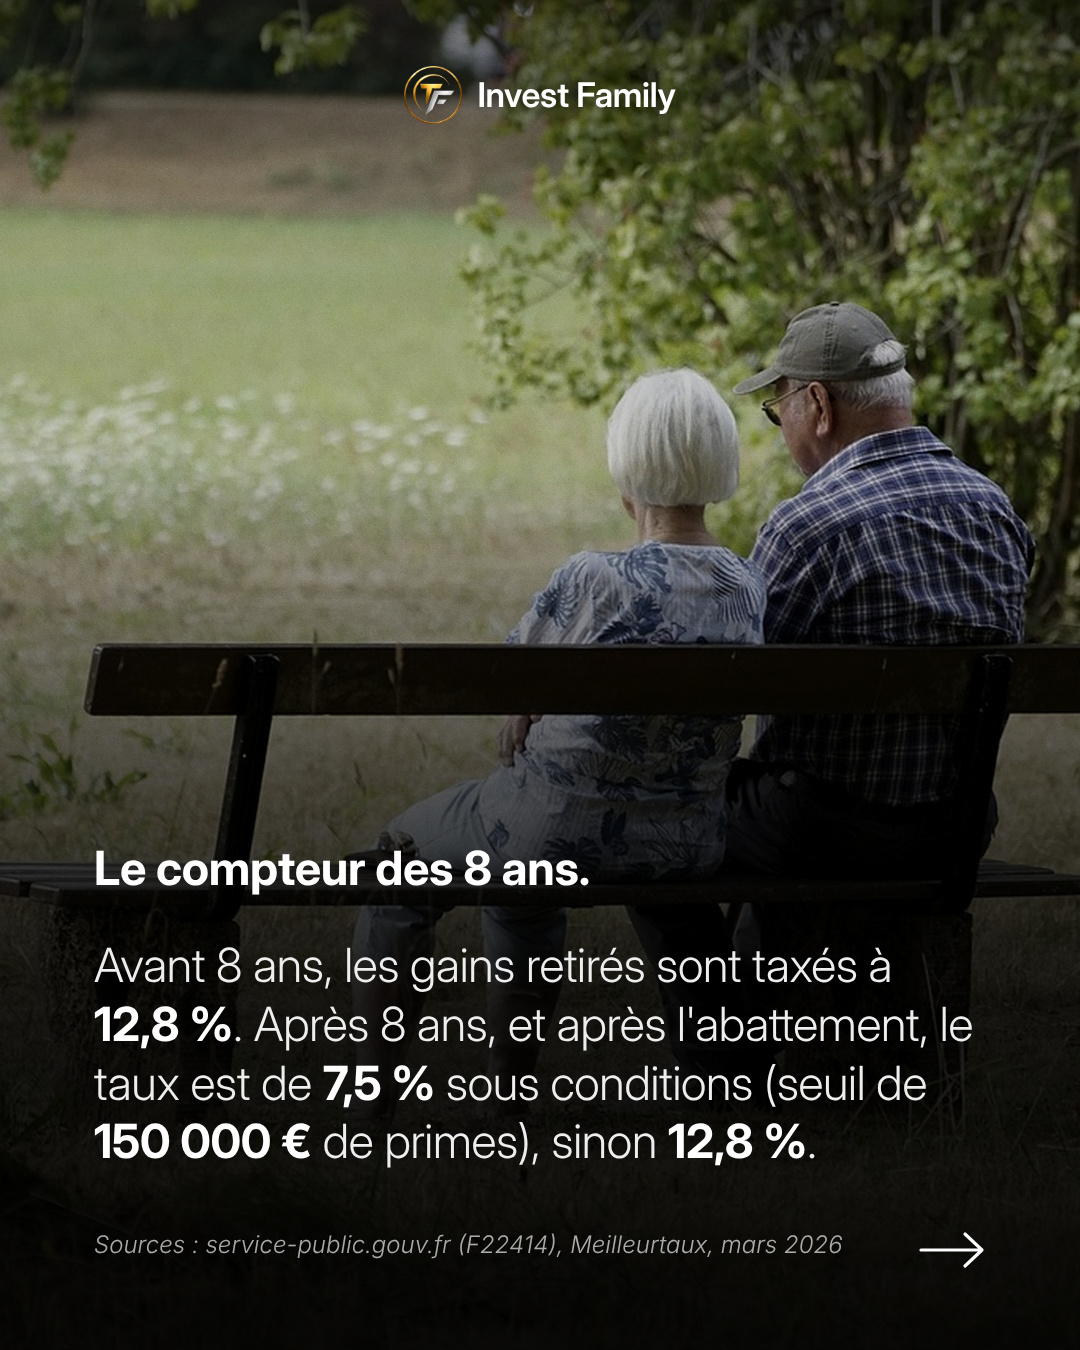 Invest Family
Le compteur des 8 ans.
Avant 8 ans, les gains retirés sont taxés à
12,8 %. Après 8 ans, et après l'abattement, le
taux est de 7,5 % sous conditions (seuil de
150 000 € de primes), sinon 12,8 %.
Sources : service-public.gouv.fr (F22414), Meilleurtaux, mars 2026